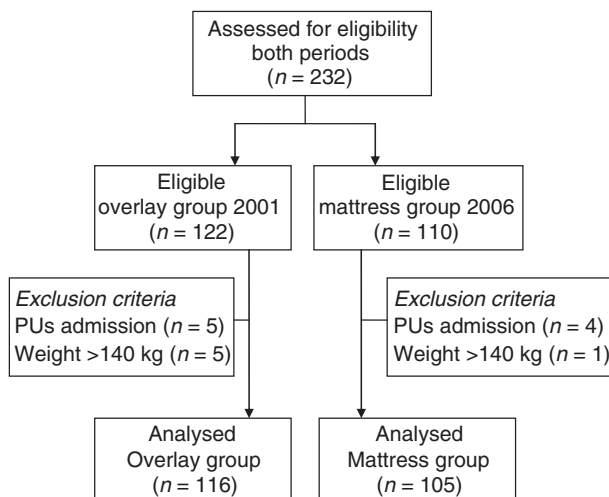 Assessed for eligibility
both periods
(n = 232)
Eligible
overlay group 2001
(n = 122)
Eligible
mattress group 2006
(n = 110)
Exclusion criteria
PUs admission (n = 5)
Weight >140 kg (n = 5)
Exclusion criteria
PUs admission (n = 4)
Weight >140 kg (n = 1)
Analysed
Overlay group
(n = 116)
Analysed
Mattress group
(n = 105)